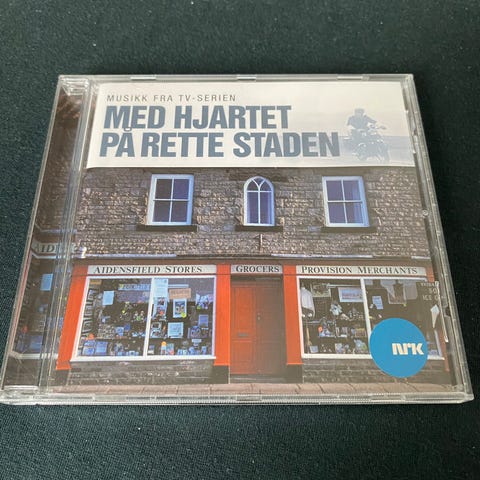 MUSIKK FRA TV-SERIEN
MED HJARTET
PÅ RETTE STADEN
AIDENSFIELD STORES GROCERS PROVISION MERCHANTS
NRK